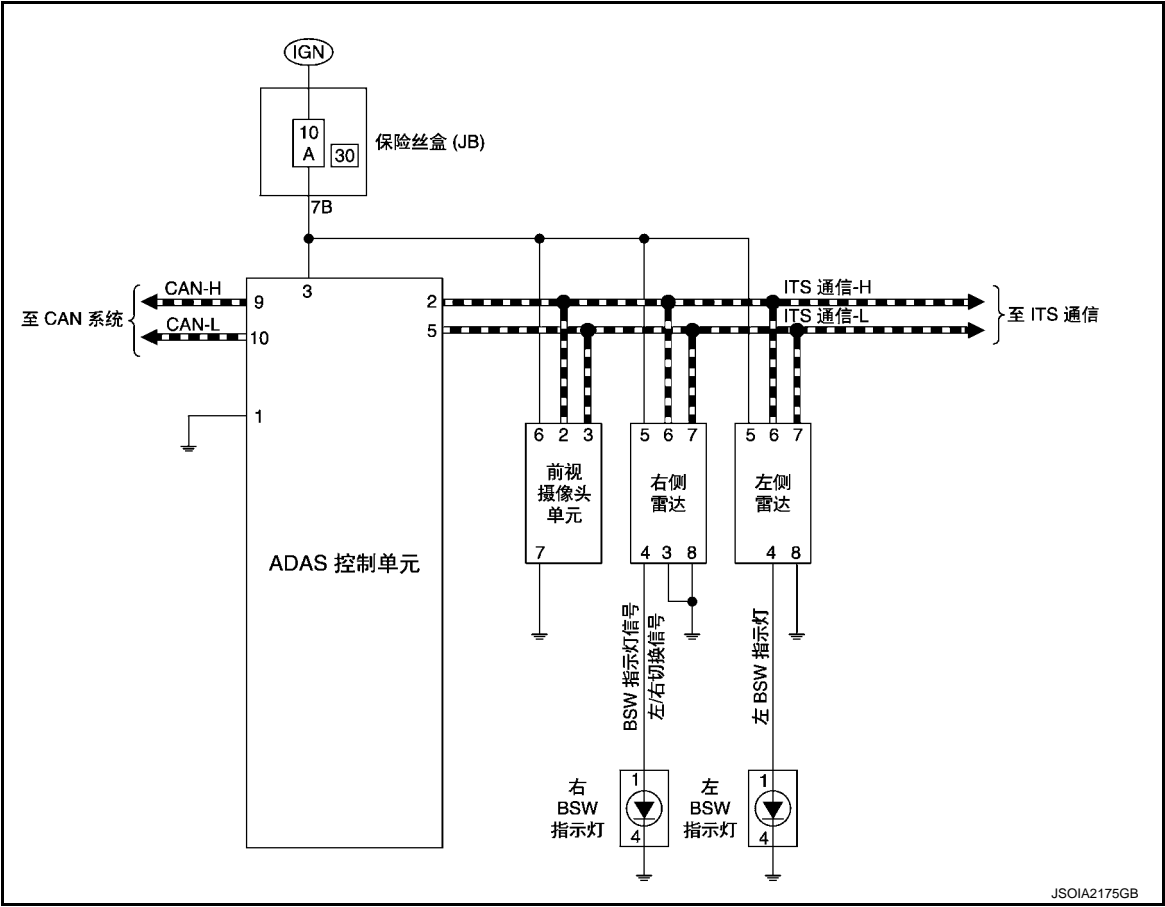 IGN
10
A
30
保险丝盒 (JB)
7B
CAN-H
9
3
2
ITS 通信-H
至 CAN 系统
CAN-L
10
5
ITS 通信-L
至 ITS 通信
1
6 2 3
5 6 7
5 6 7
前视
摄像头
单元
右侧
雷达
左侧
雷达
7
4 3 8
4 8
ADAS 控制单元
BSW 指示灯信号
左/右切换信号
左 BSW 指示灯
右
BSW
指示灯
1
4
左
BSW
指示灯
1
4
JSOIA2175GB